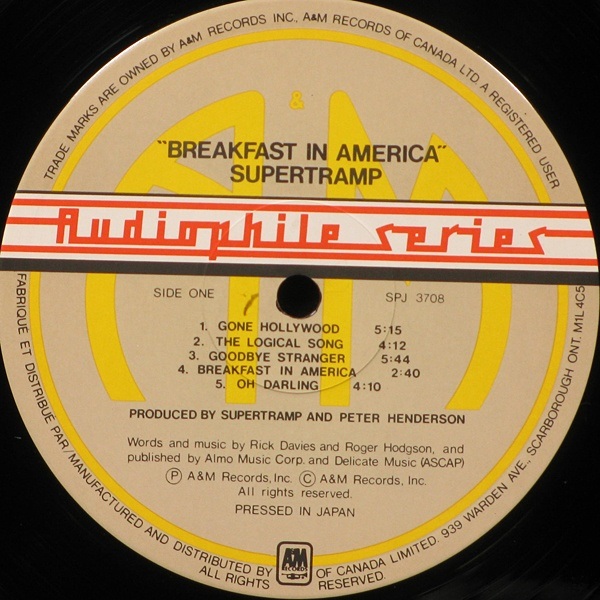 TRADE MARKS ARE OWNED BY A&M RECORDS INC., A&M RECORDS OF CANADA LTD. A REGISTERED USER
&
"BREAKFAST IN AMERICA"
SUPERTRAMP
Audiophile series
SIDE ONE SPJ 3708
1. GONE HOLLYWOOD 5:15
2. THE LOGICAL SONG 4:12
3. GOODBYE STRANGER 5:44
4. BREAKFAST IN AMERICA 2:40
5. OH DARLING 4:10
PRODUCED BY SUPERTRAMP AND PETER HENDERSON
Words and music by Rick Davies and Roger Hodgson, and
published by Almo Music Corp. and Delicate Music (ASCAP)
Ⓟ A&M Records, Inc. Ⓒ A&M Records, Inc.
All rights reserved.
PRESSED IN JAPAN
FABRIQUÉ ET DISTRIBUÉ PAR/MANUFACTURED AND DISTRIBUTED BY A&M RECORDS OF CANADA LIMITED. 939 WARDEN AVE., SCARBOROUGH ONT. M1L 4C5
ALL RIGHTS RESERVED.